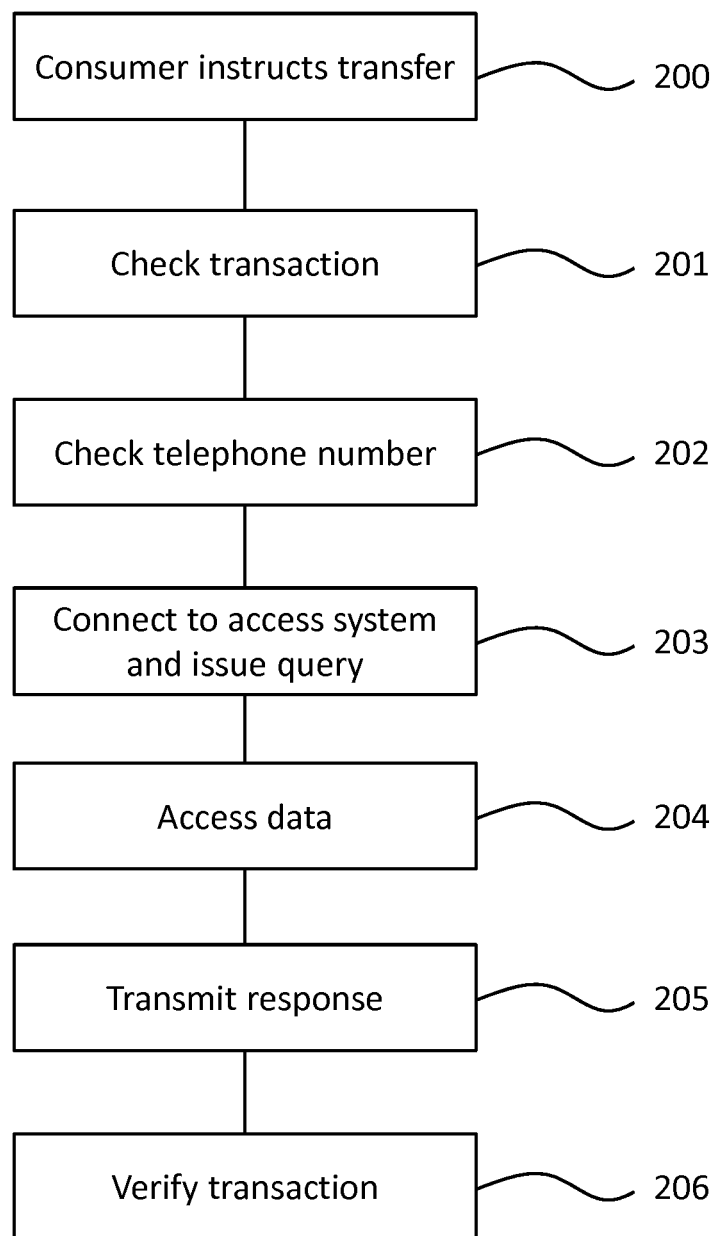 Consumer instructs transfer
200
Check transaction
201
Check telephone number
202
Connect to access system
and issue query
203
Access data
204
Transmit response
205
Verify transaction
206